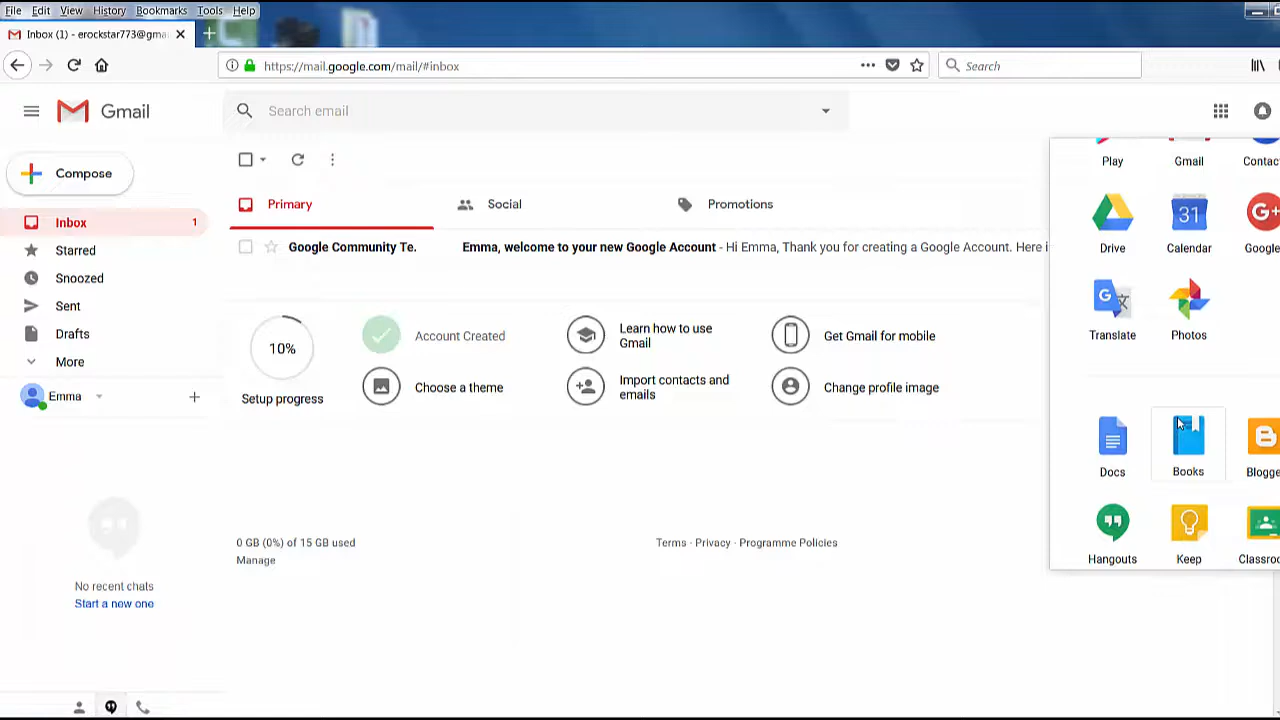 File Edit View History Bookmarks Tools Help
Inbox (1) - erockstar773@gma
https://mail.google.com/mail/#inbox
Search
Gmail
Search email
Compose
Inbox 1
Starred
Snoozed
Sent
Drafts
More
Emma
No recent chats
Start a new one
Primary Social Promotions
Google Community Te. Emma, welcome to your new Google Account - Hi Emma, Thank you for creating a Google Account. Here i
10%
Setup progress
Account Created
Learn how to use
Gmail
Get Gmail for mobile
Choose a theme
Import contacts and
emails
Change profile image
0 GB (0%) of 15 GB used
Manage
Terms · Privacy · Programme Policies
Play Gmail Contac
31
G+
Drive Calendar Google
G
Translate Photos
Docs Books Blogge
Hangouts Keep Classroo